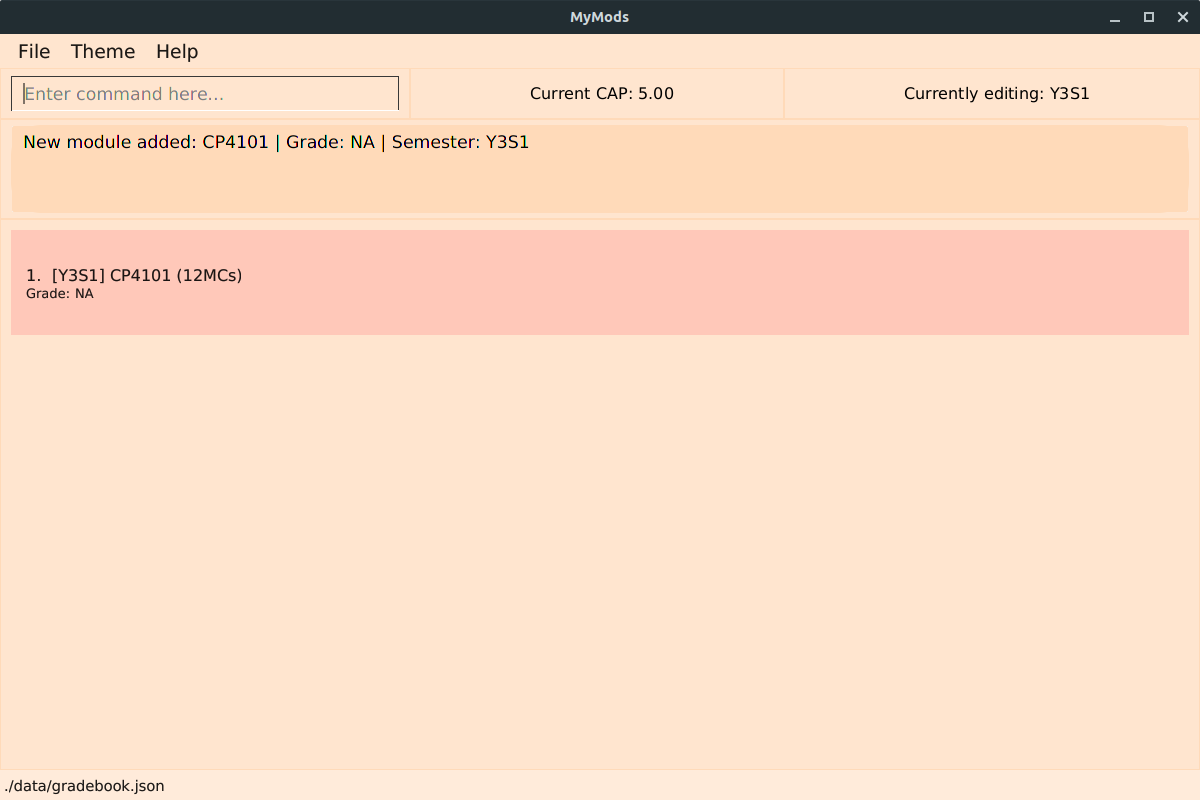 MyMods
File Theme Help
Enter command here...
Current CAP: 5.00
Currently editing: Y3S1
New module added: CP4101 | Grade: NA | Semester: Y3S1
1. [Y3S1] CP4101 (12MCs)
Grade: NA
./data/gradebook.json